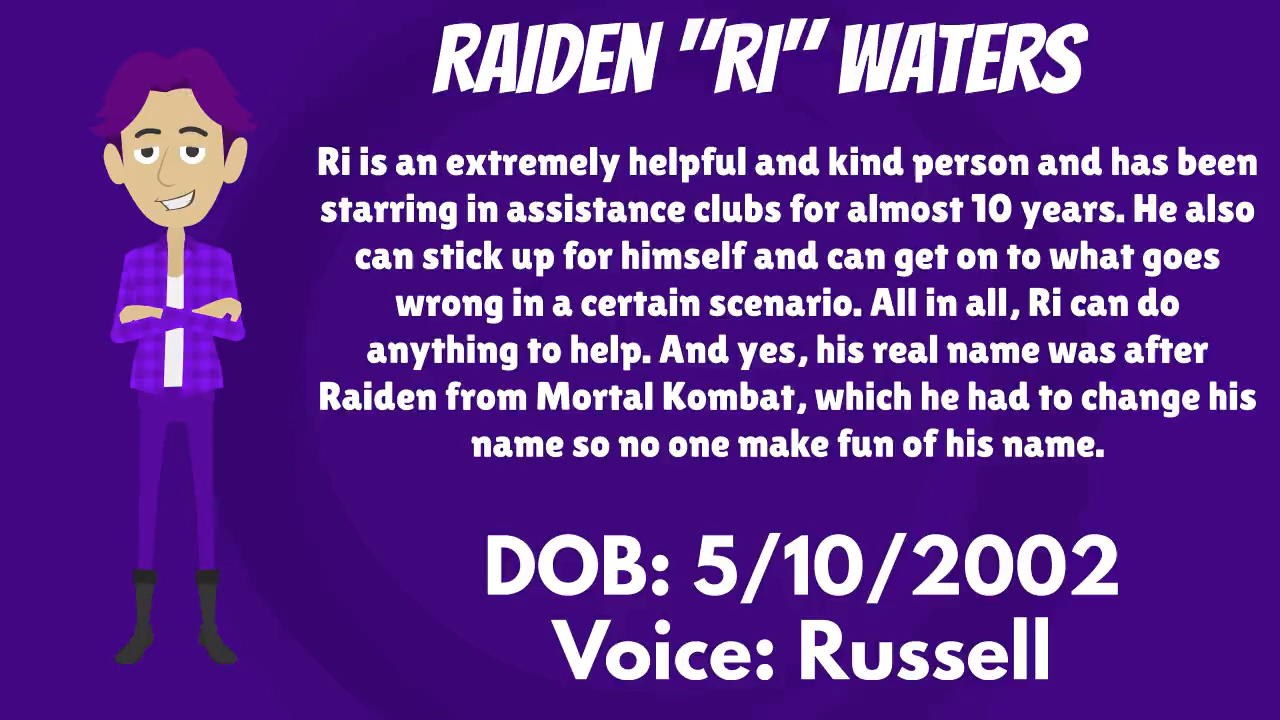 RAIDEN "RI" WATERS
Ri is an extremely helpful and kind person and has been
starring in assistance clubs for almost 10 years. He also
can stick up for himself and can get on to what goes
wrong in a certain scenario. All in all, Ri can do
anything to help. And yes, his real name was after
Raiden from Mortal Kombat, which he had to change his
name so no one make fun of his name.
DOB: 5/10/2002
Voice: Russell